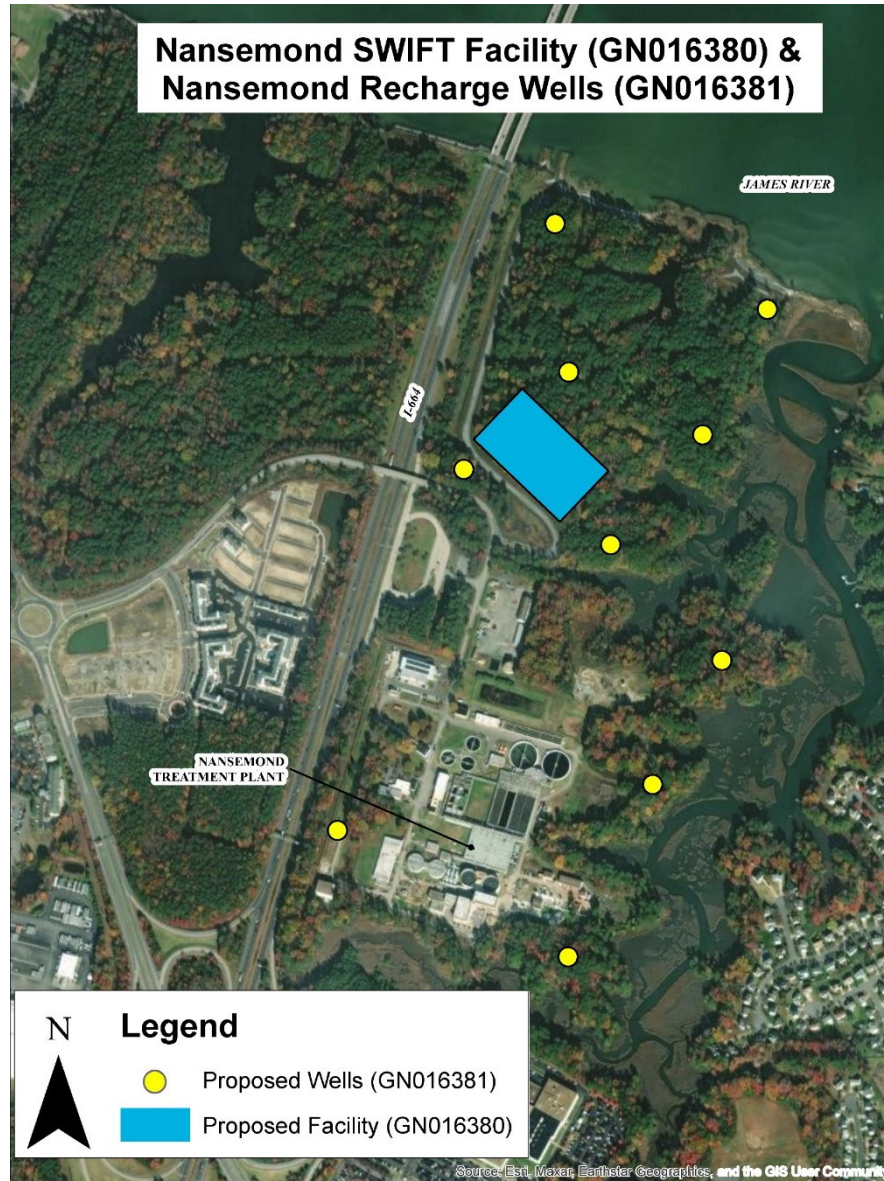 Nansemond SWIFT Facility (GN016380) &
Nansemond Recharge Wells (GN016381)
JAMES RIVER
I-664
NANSEMOND
TREATMENT PLANT
N
Legend
Proposed Wells (GN016381)
Proposed Facility (GN016380)
Source: Esri, Maxar, Earthstar Geographics, and the GIS User Community